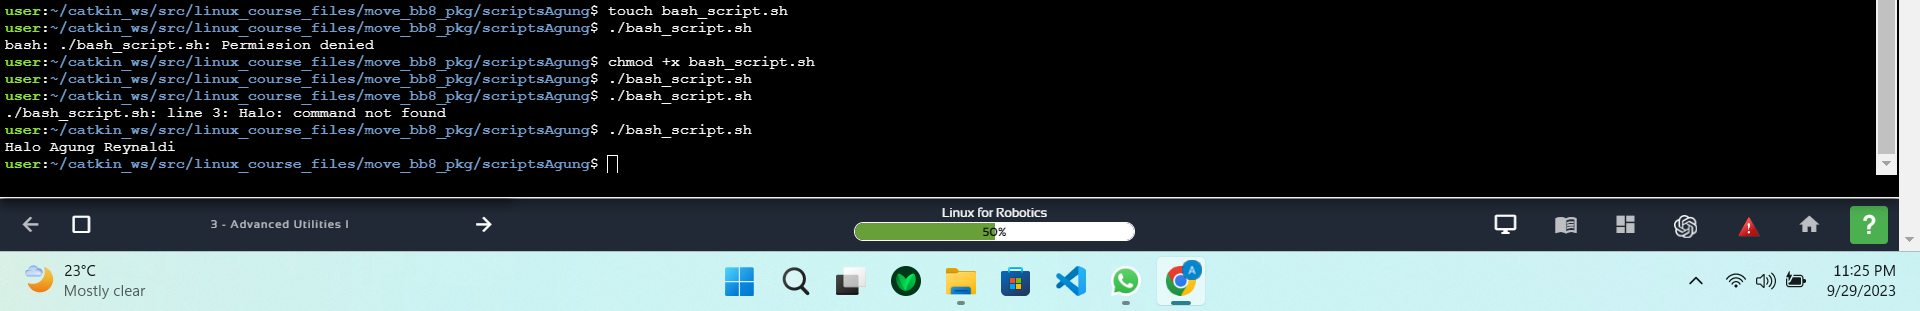 user:~/catkin_ws/src/linux_course_files/move_bb8_pkg/scriptsAgung$ touch bash_script.sh
user:~/catkin_ws/src/linux_course_files/move_bb8_pkg/scriptsAgung$ ./bash_script.sh
bash: ./bash_script.sh: Permission denied
user:~/catkin_ws/src/linux_course_files/move_bb8_pkg/scriptsAgung$ chmod +x bash_script.sh
user:~/catkin_ws/src/linux_course_files/move_bb8_pkg/scriptsAgung$ ./bash_script.sh
user:~/catkin_ws/src/linux_course_files/move_bb8_pkg/scriptsAgung$ ./bash_script.sh
./bash_script.sh: line 3: Halo: command not found
user:~/catkin_ws/src/linux_course_files/move_bb8_pkg/scriptsAgung$ ./bash_script.sh
Halo Agung Reynaldi
user:~/catkin_ws/src/linux_course_files/move_bb8_pkg/scriptsAgung$
3 - Advanced Utilities I
Linux for Robotics
50%
?
23°C
Mostly clear
A
11:25 PM
9/29/2023